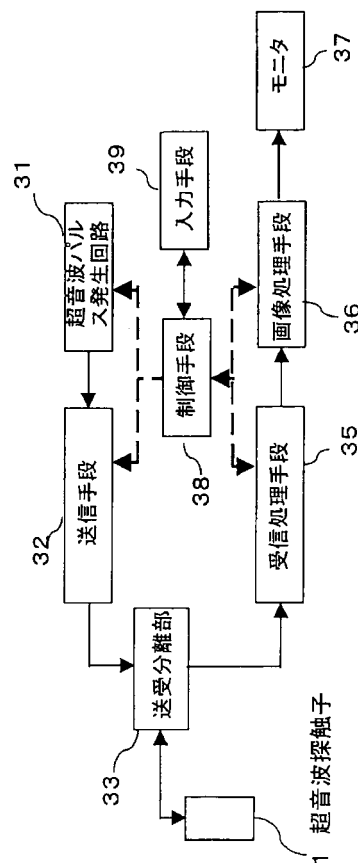 31
超音波パル
ス発生回路
32
送信手段
39
入力手段
33
送受分離部
制御手段
38
モニタ
37
画像処理手段
36
受信処理手段
35
1
超音波探触子